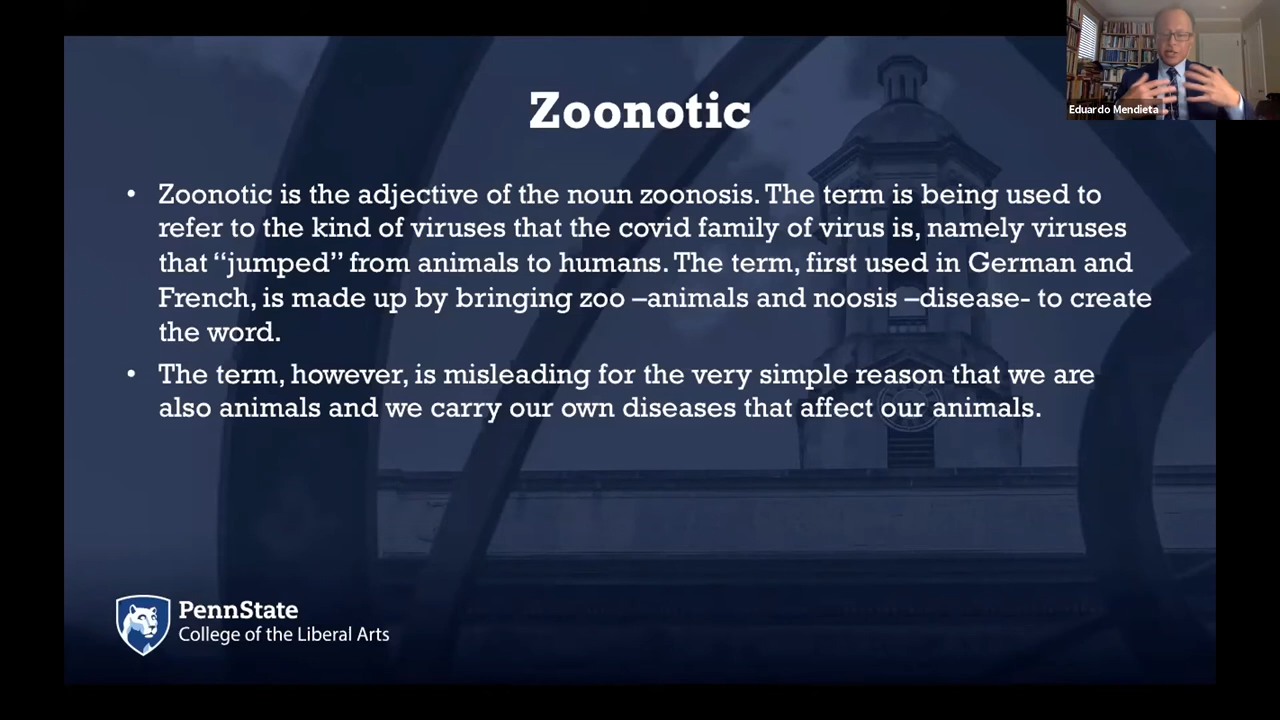 Eduardo Mendieta
Zoonotic
• Zoonotic is the adjective of the noun zoonosis. The term is being used to
refer to the kind of viruses that the covid family of virus is, namely viruses
that “jumped” from animals to humans. The term, first used in German and
French, is made up by bringing zoo –animals and noosis –disease- to create
the word.
• The term, however, is misleading for the very simple reason that we are
also animals and we carry our own diseases that affect our animals.
PennState
College of the Liberal Arts